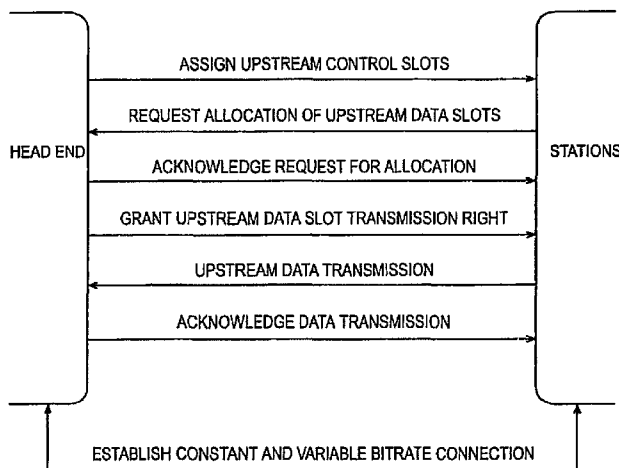 ASSIGN UPSTREAM CONTROL SLOTS
REQUEST ALLOCATION OF UPSTREAM DATA SLOTS
HEAD END
STATIONS
ACKNOWLEDGE REQUEST FOR ALLOCATION
GRANT UPSTREAM DATA SLOT TRANSMISSION RIGHT
UPSTREAM DATA TRANSMISSION
ACKNOWLEDGE DATA TRANSMISSION
ESTABLISH CONSTANT AND VARIABLE BITRATE CONNECTION